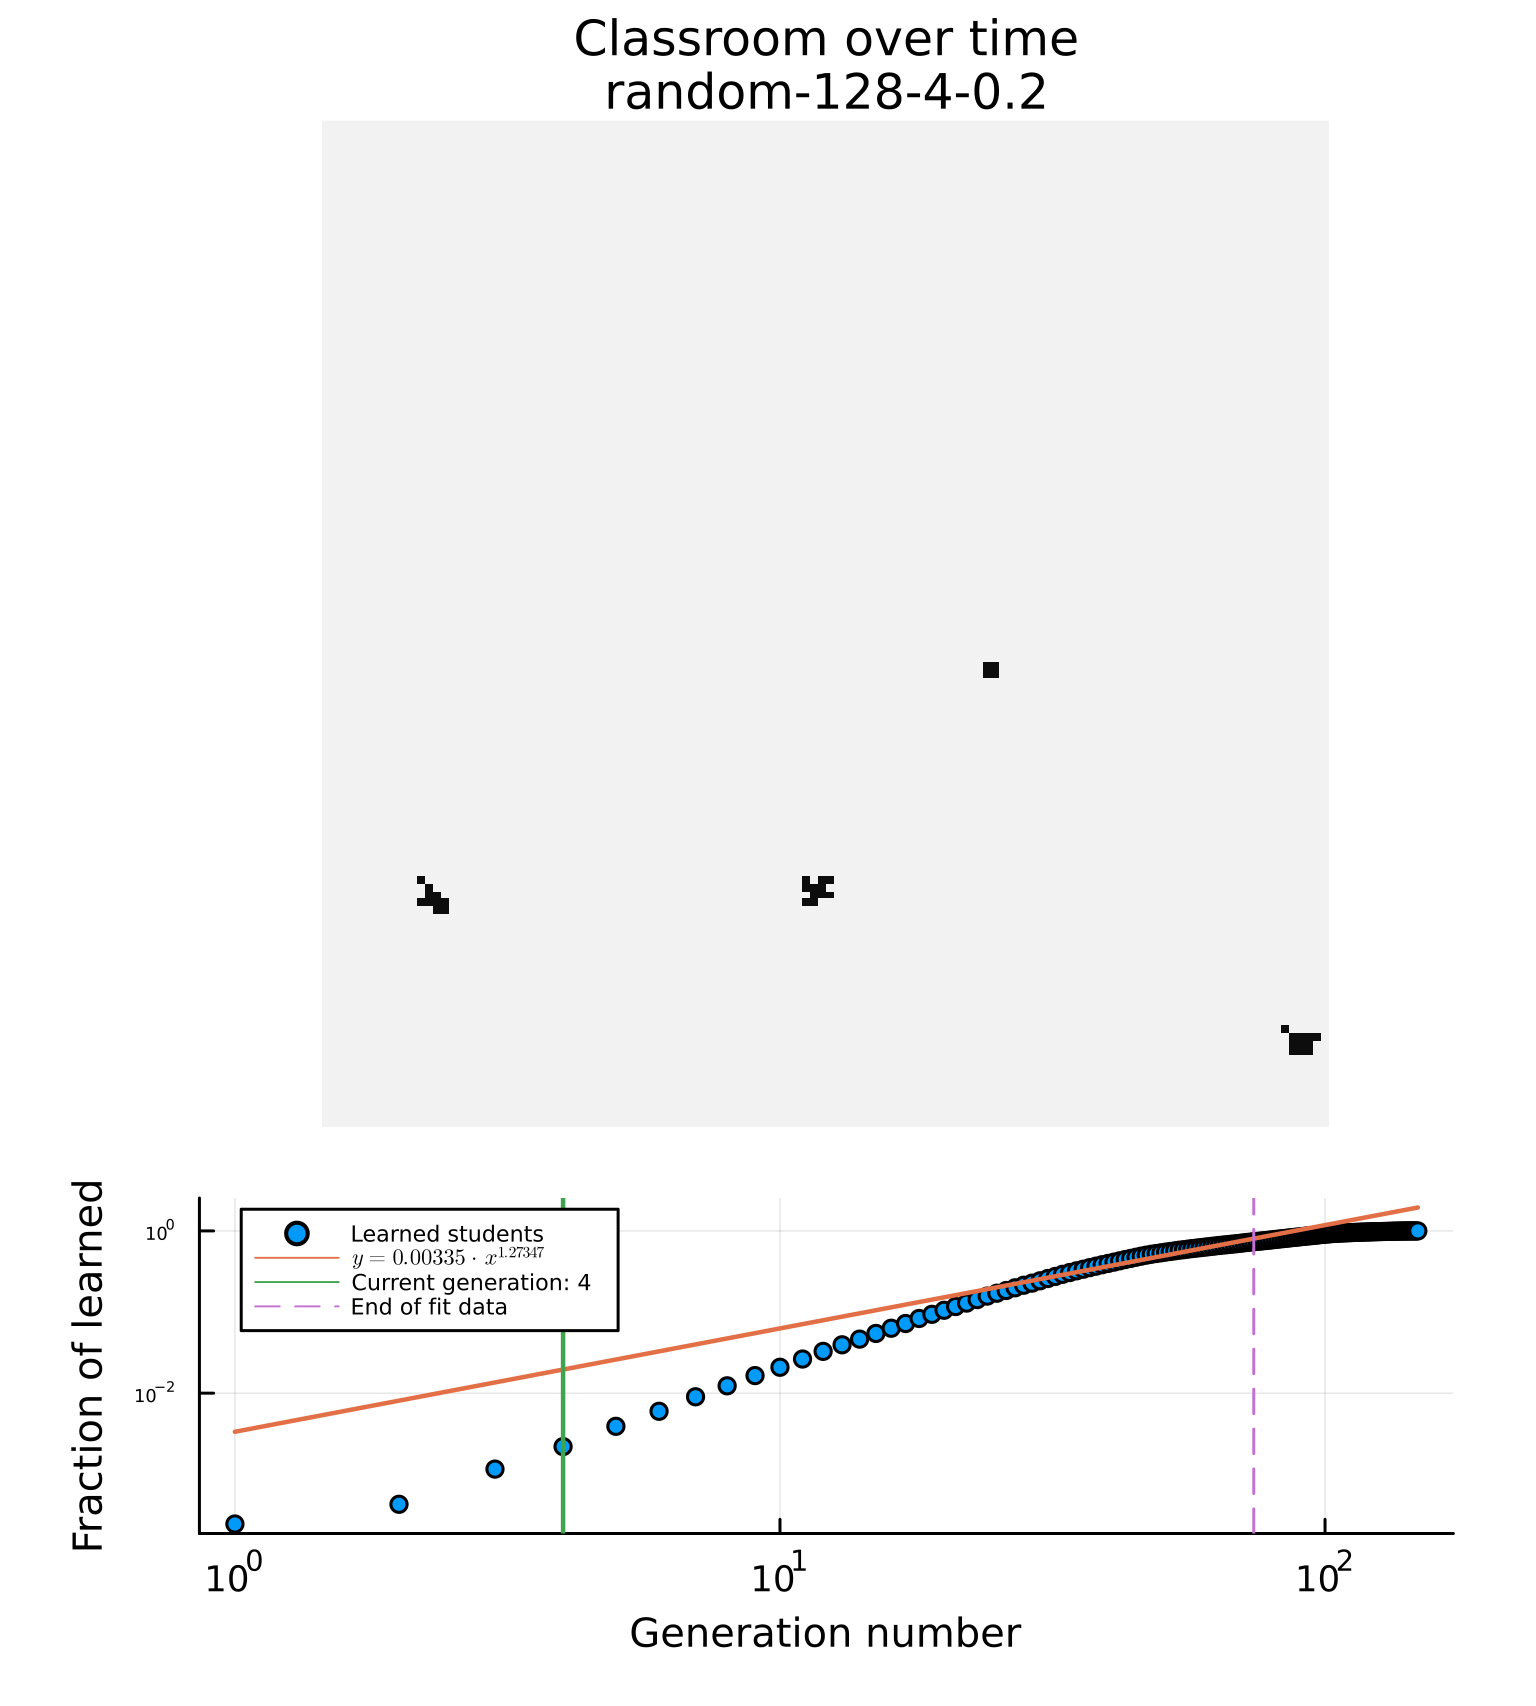 Classroom over time
random-128-4-0.2
Fraction of learned
10^0
10^-2
Learned students
y = 0.00335 · x^1.27347
Current generation: 4
End of fit data
10^0 10^1 10^2
Generation number